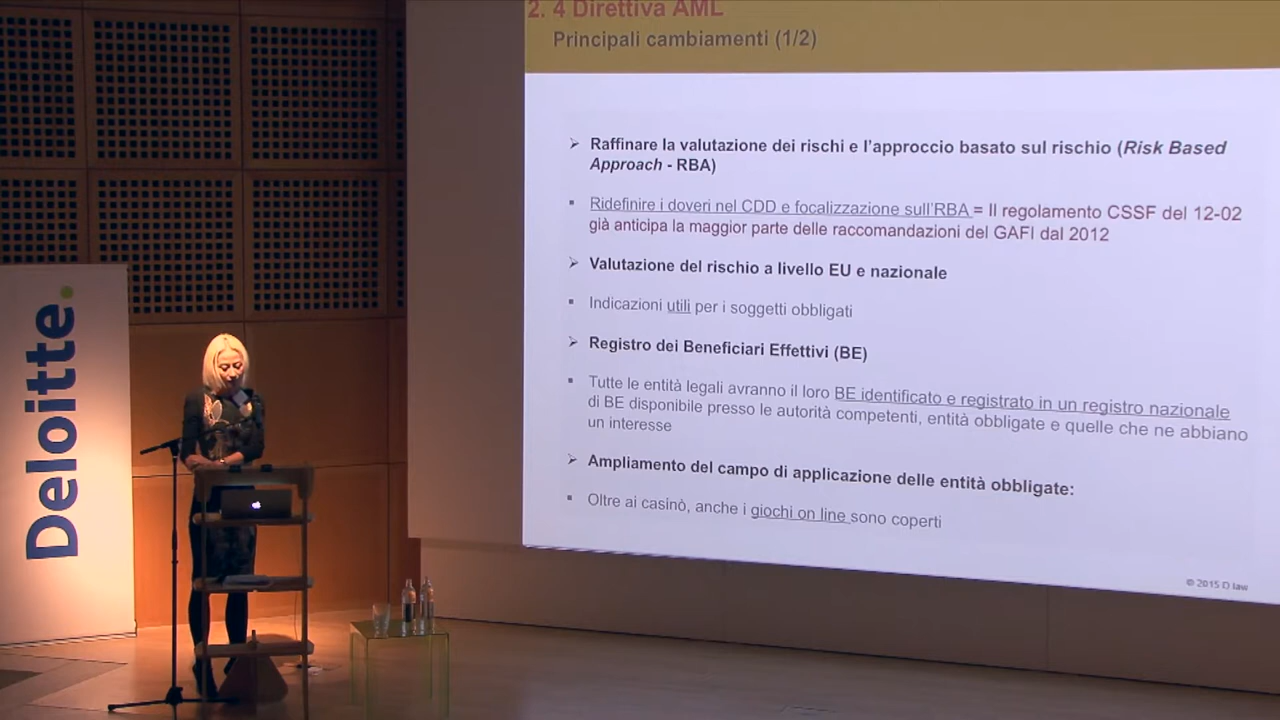 2. 4 Direttiva AML
Principali cambiamenti (1/2)
➢ Raffinare la valutazione dei rischi e l'approccio basato sul rischio (Risk Based
Approach - RBA)
▪ Ridefinire i doveri nel CDD e focalizzazione sull'RBA = Il regolamento CSSF del 12-02
già anticipa la maggior parte delle raccomandazioni del GAFI dal 2012
➢ Valutazione del rischio a livello EU e nazionale
▪ Indicazioni utili per i soggetti obbligati
➢ Registro dei Beneficiari Effettivi (BE)
▪ Tutte le entità legali avranno il loro BE identificato e registrato in un registro nazionale
di BE disponibile presso le autorità competenti, entità obbligate e quelle che ne abbiano
un interesse
➢ Ampliamento del campo di applicazione delle entità obbligate:
▪ Oltre ai casinò, anche i giochi on line sono coperti
© 2015 D law
Deloitte.